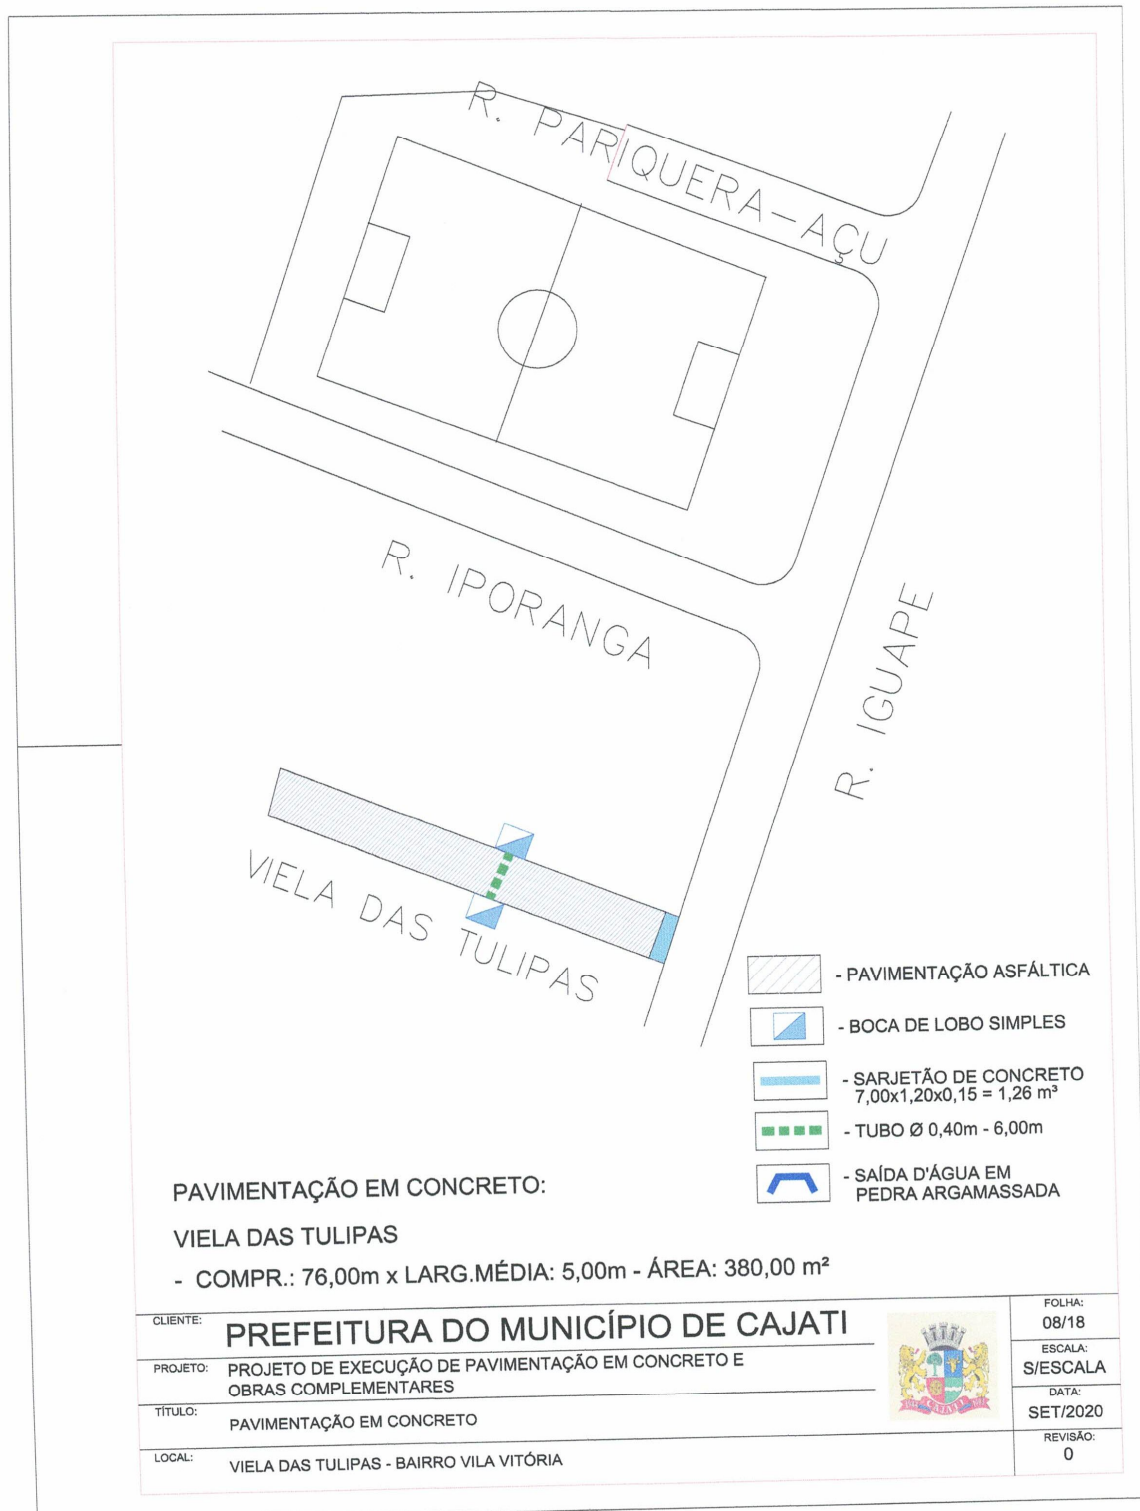 R. PARIQUERA-AÇU
R. IPORANGA
R. IGUAPE
VIELA DAS TULIPAS
- PAVIMENTAÇÃO ASFÁLTICA
- BOCA DE LOBO SIMPLES
- SARJETÃO DE CONCRETO
7,00x1,20x0,15 = 1,26 m³
- TUBO Ø 0,40m - 6,00m
- SAÍDA D'ÁGUA EM
PEDRA ARGAMASSADA
PAVIMENTAÇÃO EM CONCRETO:
VIELA DAS TULIPAS
- COMPR.: 76,00m x LARG.MÉDIA: 5,00m - ÁREA: 380,00 m²
CLIENTE:
PREFEITURA DO MUNICÍPIO DE CAJATI
PROJETO:
PROJETO DE EXECUÇÃO DE PAVIMENTAÇÃO EM CONCRETO E
OBRAS COMPLEMENTARES
TÍTULO:
PAVIMENTAÇÃO EM CONCRETO
LOCAL:
VIELA DAS TULIPAS - BAIRRO VILA VITÓRIA
CAJATI
FOLHA:
08/18
ESCALA:
S/ESCALA
DATA:
SET/2020
REVISÃO:
0